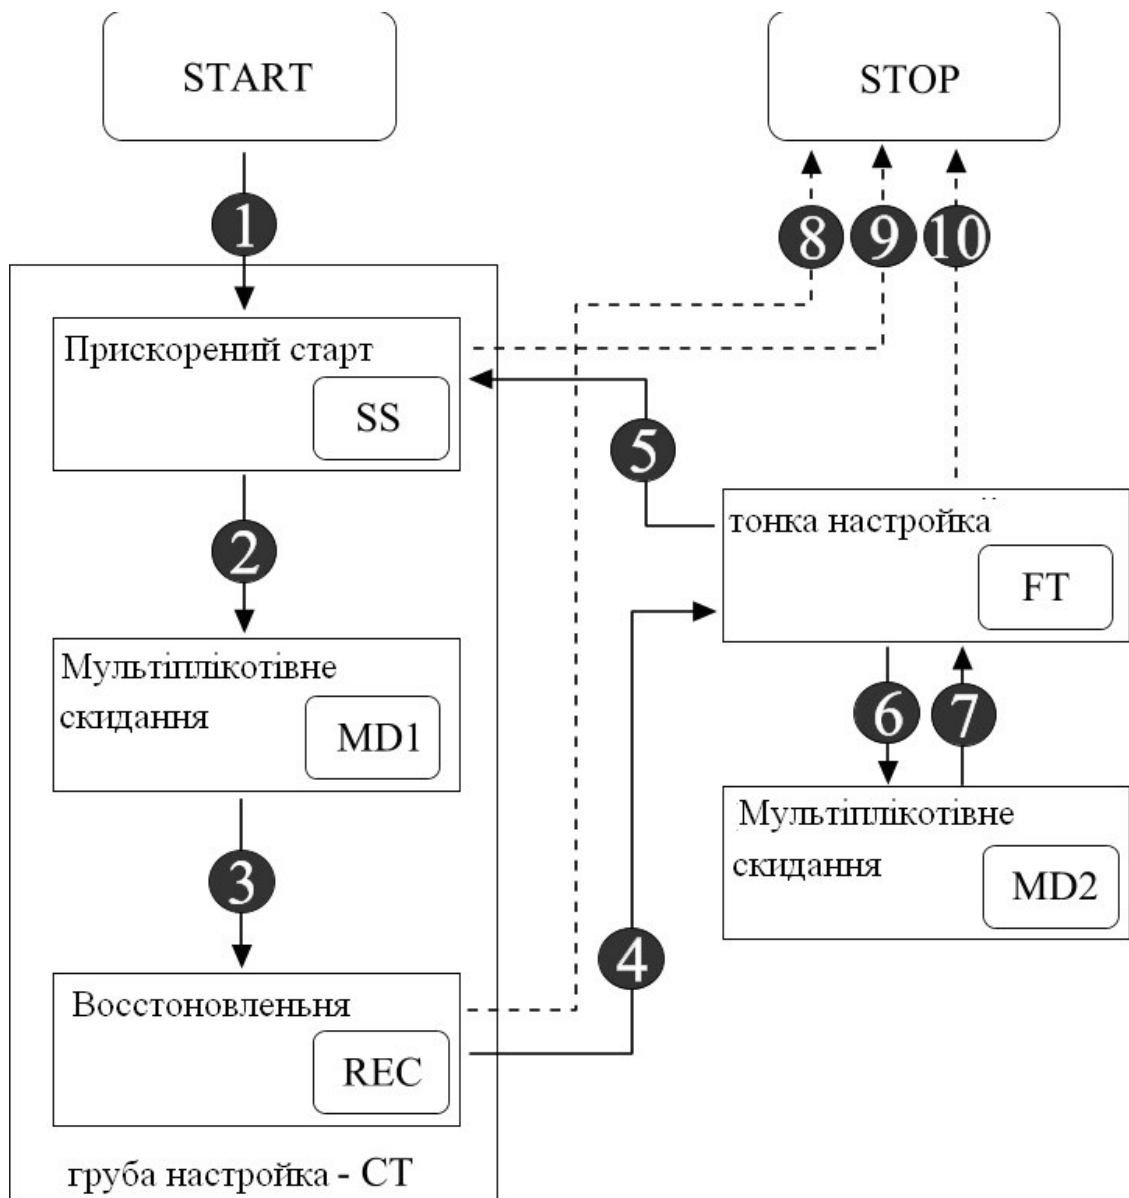 START
STOP
1
8
9
10
Прискорений старт
SS
5
2
тонка настройка
FT
Мультіплікотівне
скидання
MD1
6
7
3
Мультіплікотівне
скидання
MD2
4
Восстоновленьня
REC
груба настройка - CT